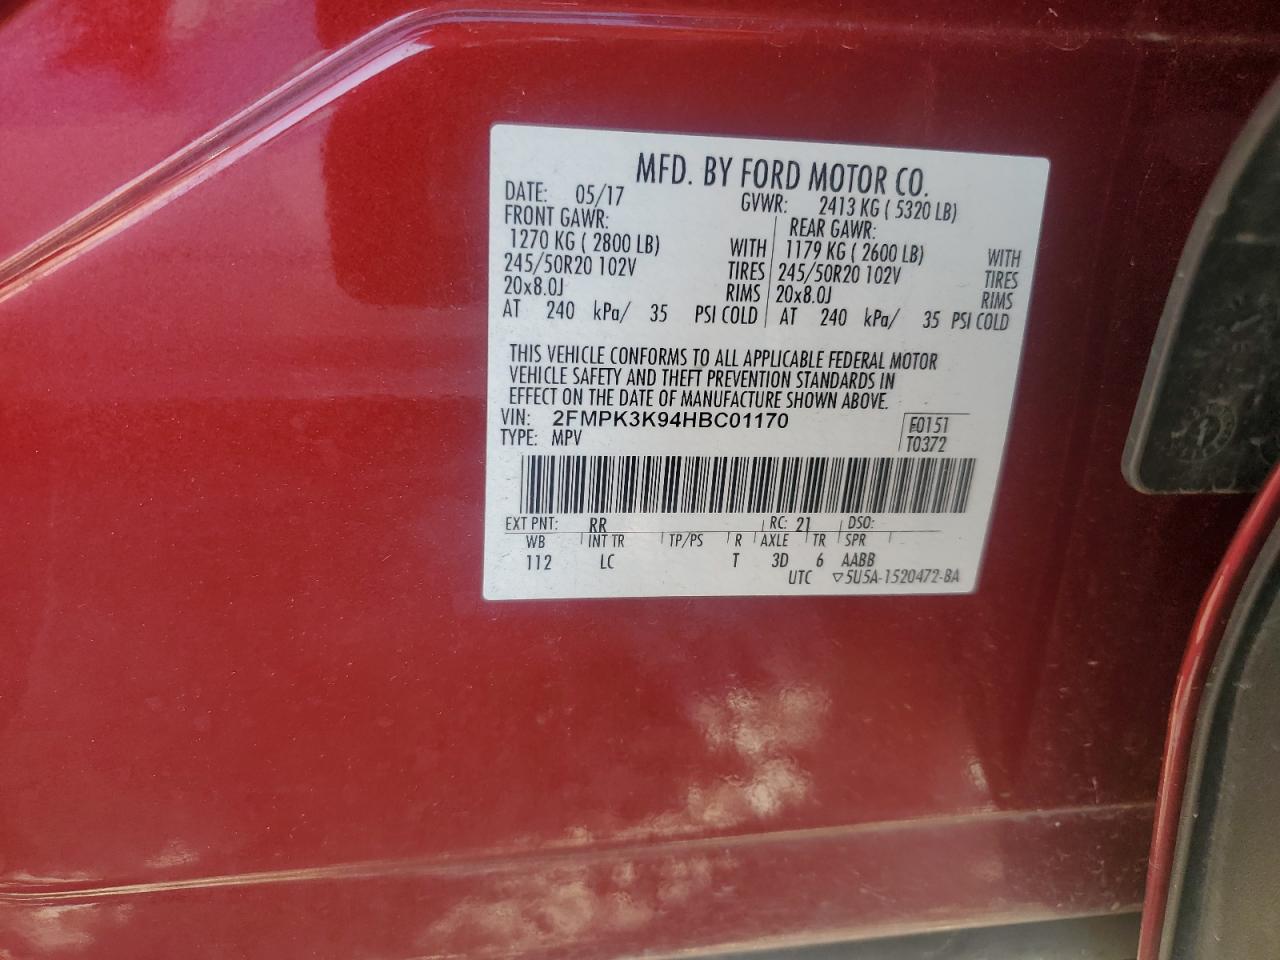 MFD. BY FORD MOTOR CO.
DATE: 05/17 GVWR: 2413 KG ( 5320 LB)
FRONT GAWR: REAR GAWR:
1270 KG ( 2800 LB) WITH 1179 KG ( 2600 LB) WITH
245/50R20 102V TIRES 245/50R20 102V TIRES
20x8.0J RIMS 20x8.0J RIMS
AT 240 kPa/ 35 PSI COLD AT 240 kPa/ 35 PSI COLD
THIS VEHICLE CONFORMS TO ALL APPLICABLE FEDERAL MOTOR
VEHICLE SAFETY AND THEFT PREVENTION STANDARDS IN
EFFECT ON THE DATE OF MANUFACTURE SHOWN ABOVE.
VIN: 2FMPK3K94HBC01170 F0151
TYPE: MPV T0372
EXT PNT: RR RC: 21 DSO:
WB INT TR TP/PS R AXLE TR SPR
112 LC T 3D 6 AABB
UTC ▽5U5A-1520472-BA